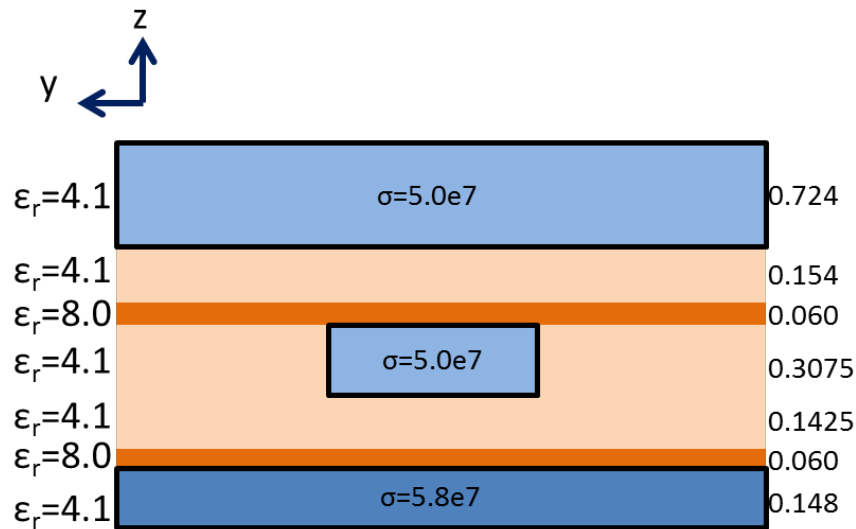 z
y
εr=4.1 σ=5.0e7 0.724
εr=4.1 0.154
εr=8.0 0.060
εr=4.1 σ=5.0e7 0.3075
εr=4.1 0.1425
εr=8.0 0.060
εr=4.1 σ=5.8e7 0.148